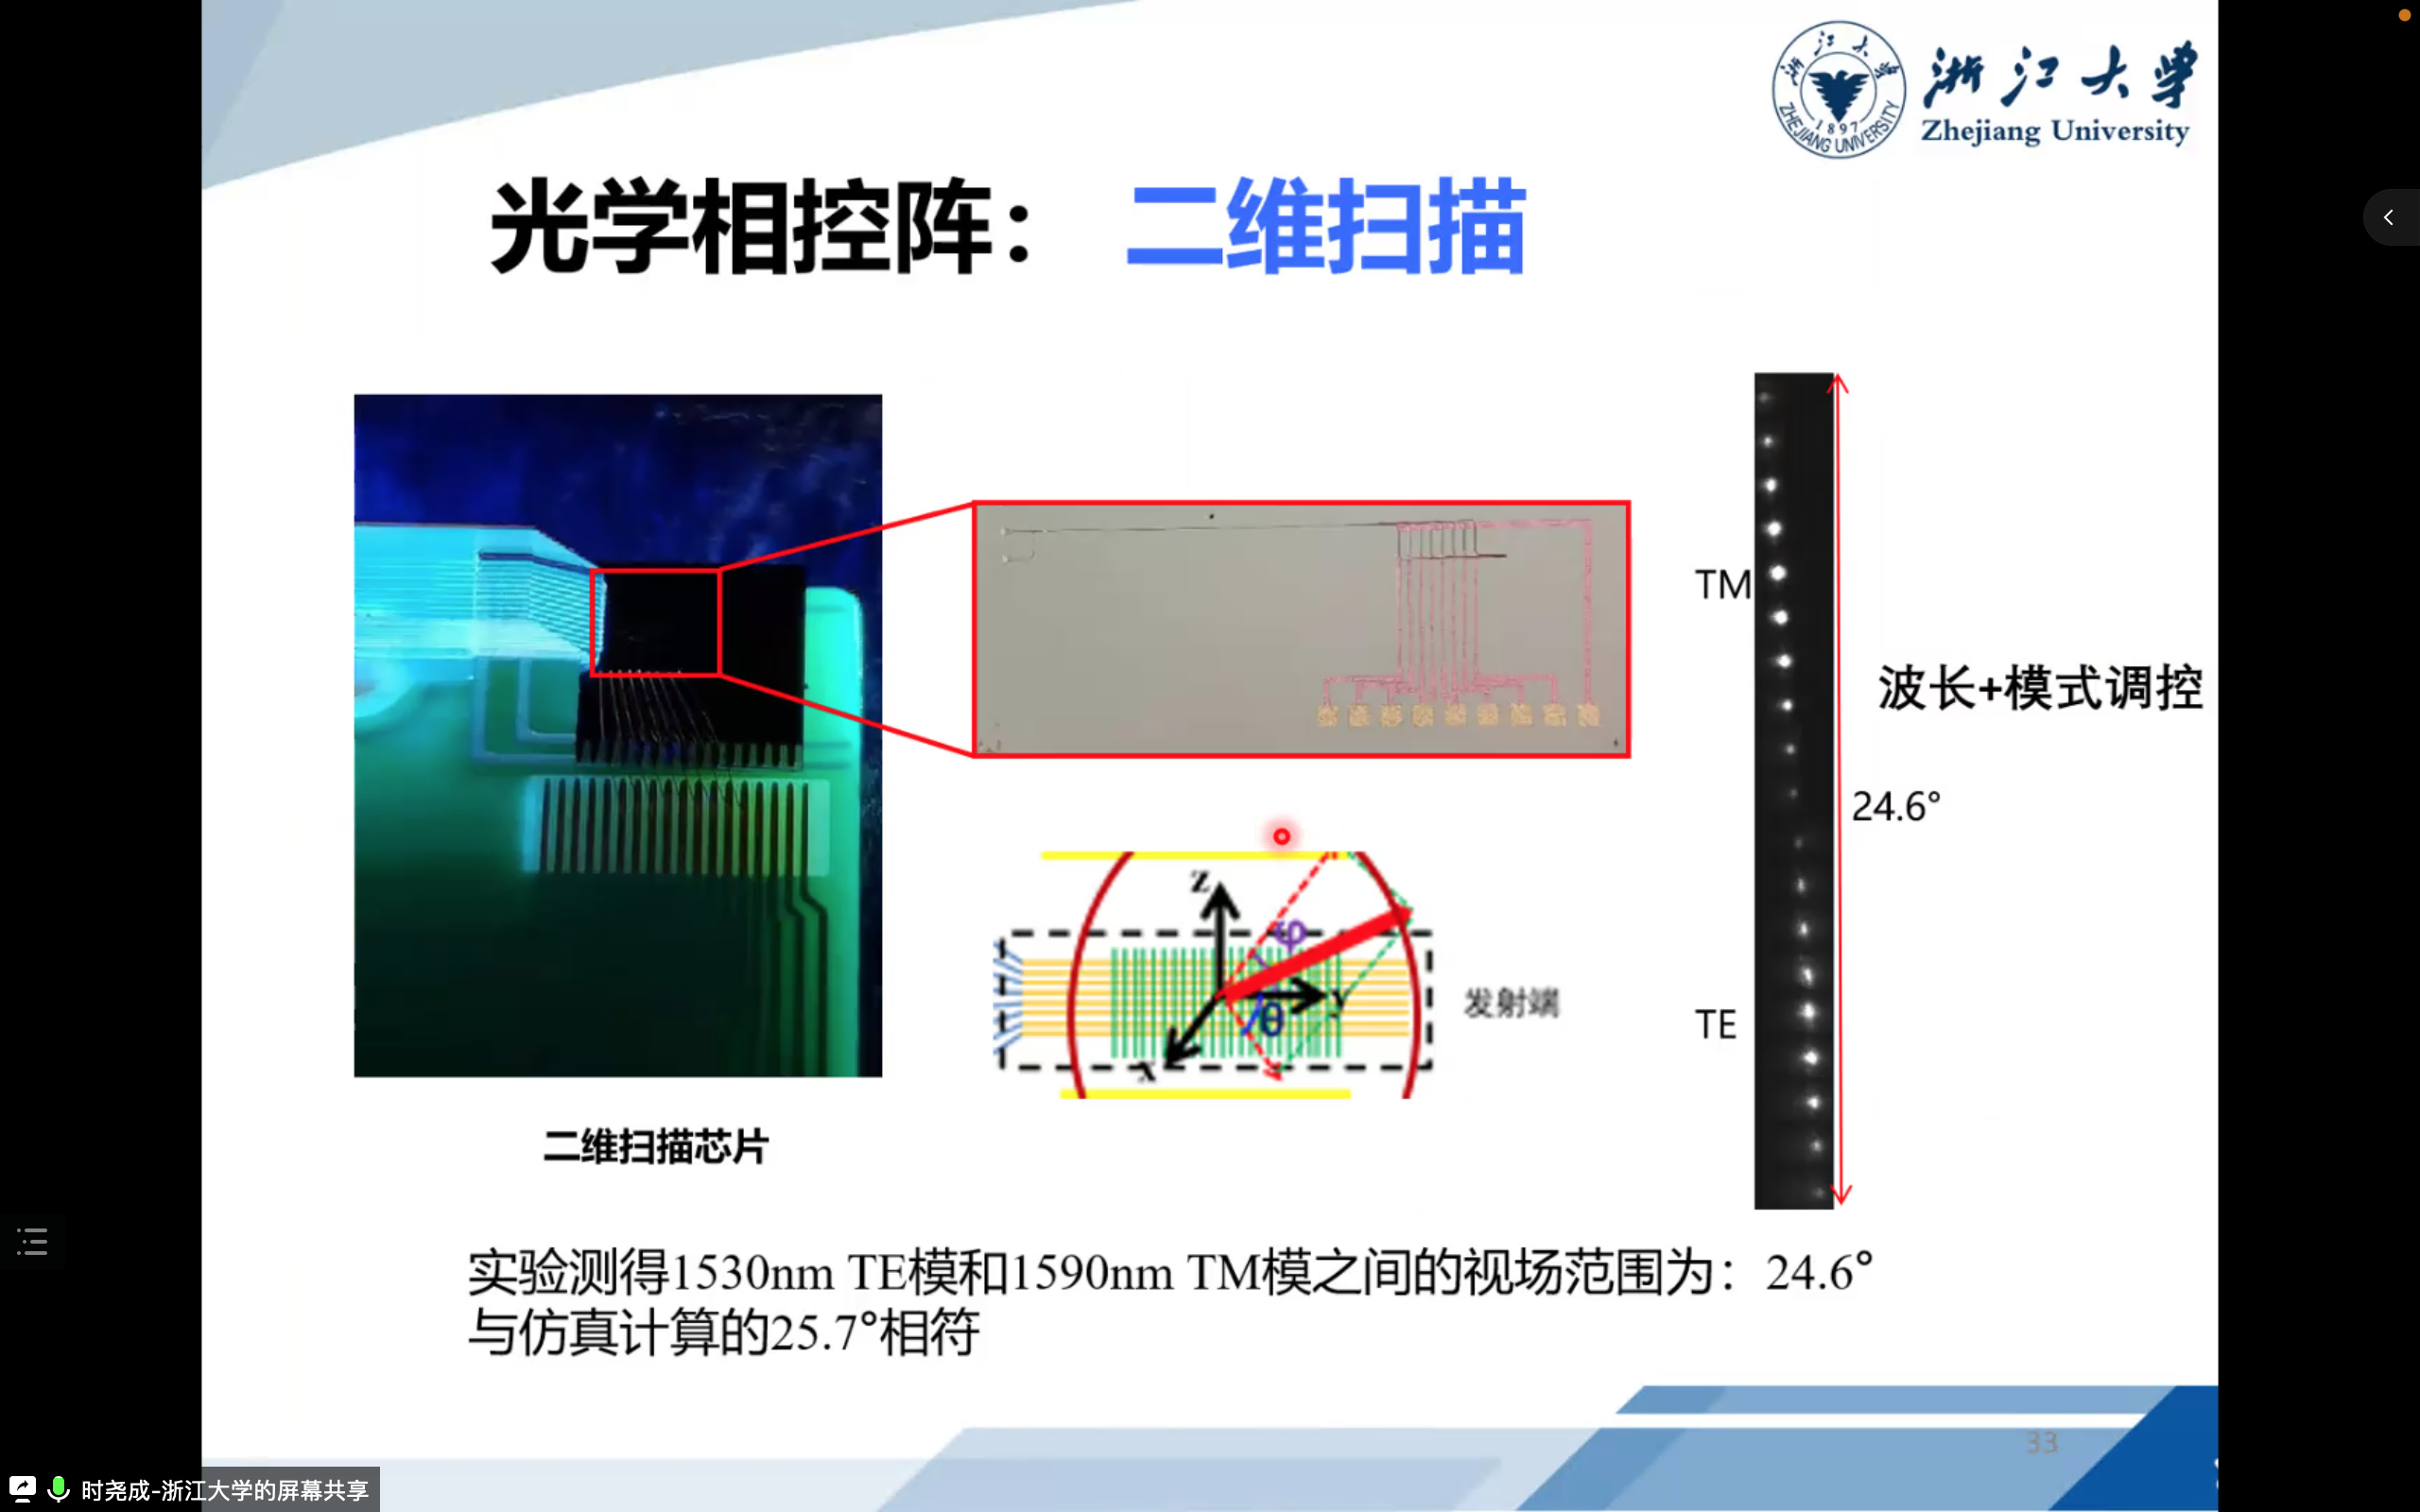 浙江大学
ZHEJIANG UNIVERSITY
1897
浙江大学
Zhejiang University
光学相控阵： 二维扫描
TM
波长+模式调控
24.6°
TE
z
φ
y
θ
x
发射端
二维扫描芯片
实验测得1530nm TE模和1590nm TM模之间的视场范围为：24.6°
与仿真计算的25.7°相符
33
时尧成-浙江大学的屏幕共享